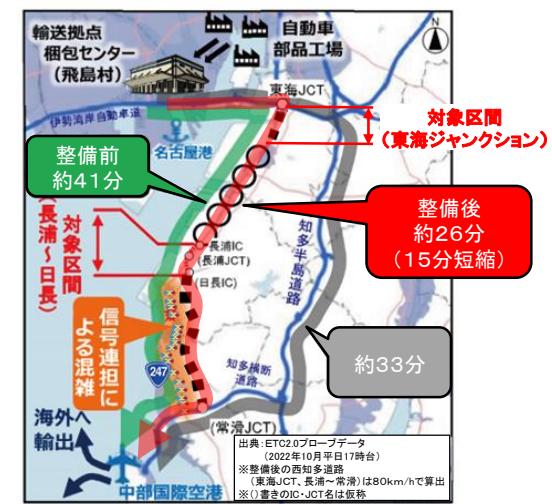 輸送拠点
梱包センター
（飛島村）
自動車
部品工場
N
東海JCT
伊勢湾岸自動車道
名古屋港
対象区間
（東海ジャンクション）
整備前
約41分
整備後
約26分
（15分短縮）
対象区間
（長浦～日長）
長浦IC
(長浦JCT)
(日長IC)
知多半島道路
信号連担に
よる混雑
247
知多横断
道路
約33分
(常滑JCT)
海外へ
輸出
中部国際空港
出典：ETC2.0プローブデータ
（2022年10月平日17時台）
※整備後の西知多道路
（東海JCT、長浦～常滑）は80km/hで算出
※()書きのIC・JCT名は仮称